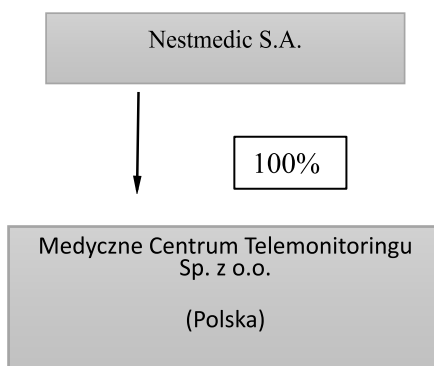 Nestmedic S.A.
100%
Medyczne Centrum Telemonitoringu
Sp. z o.o.
(Polska)